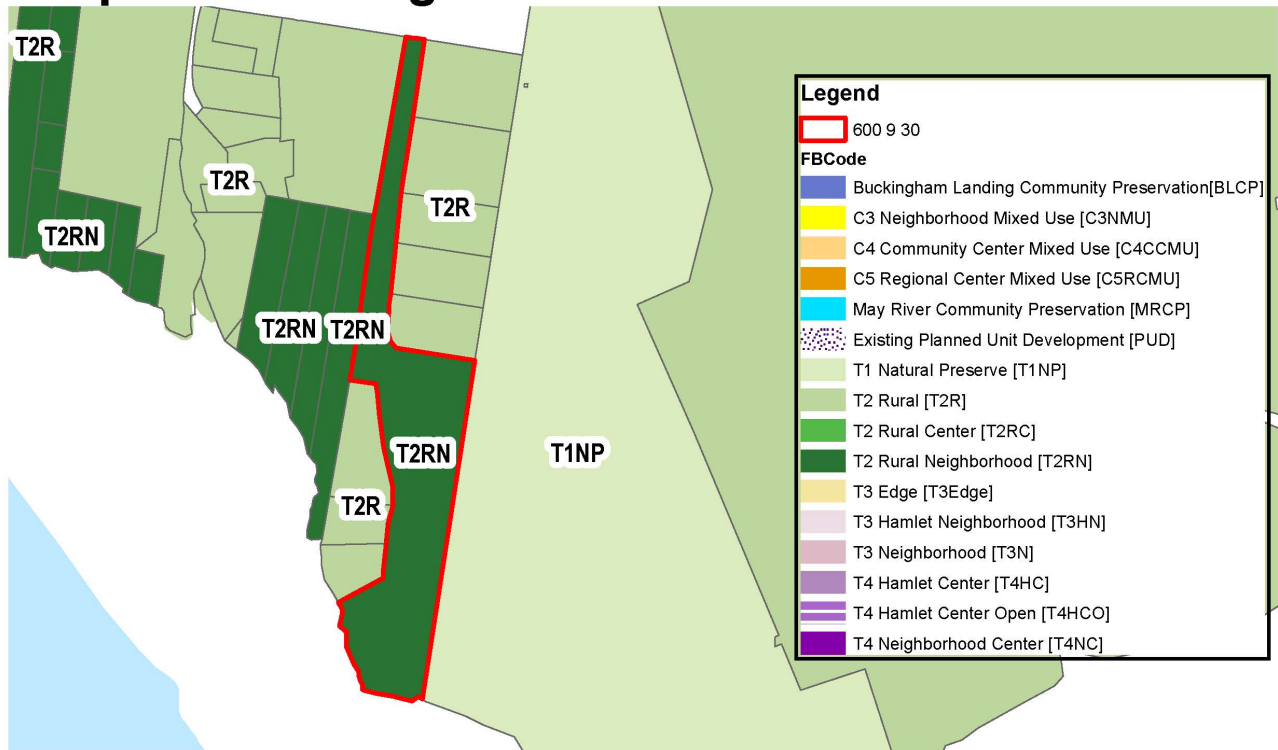 T2R
T2R
T2R
T2RN
T2RN
T2RN
T2RN
T1NP
T2R
Legend
600 9 30
FBCode
Buckingham Landing Community Preservation[BLCP]
C3 Neighborhood Mixed Use [C3NMU]
C4 Community Center Mixed Use [C4CCMU]
C5 Regional Center Mixed Use [C5RCMU]
May River Community Preservation [MRCP]
Existing Planned Unit Development [PUD]
T1 Natural Preserve [T1NP]
T2 Rural [T2R]
T2 Rural Center [T2RC]
T2 Rural Neighborhood [T2RN]
T3 Edge [T3Edge]
T3 Hamlet Neighborhood [T3HN]
T3 Neighborhood [T3N]
T4 Hamlet Center [T4HC]
T4 Hamlet Center Open [T4HCO]
T4 Neighborhood Center [T4NC]